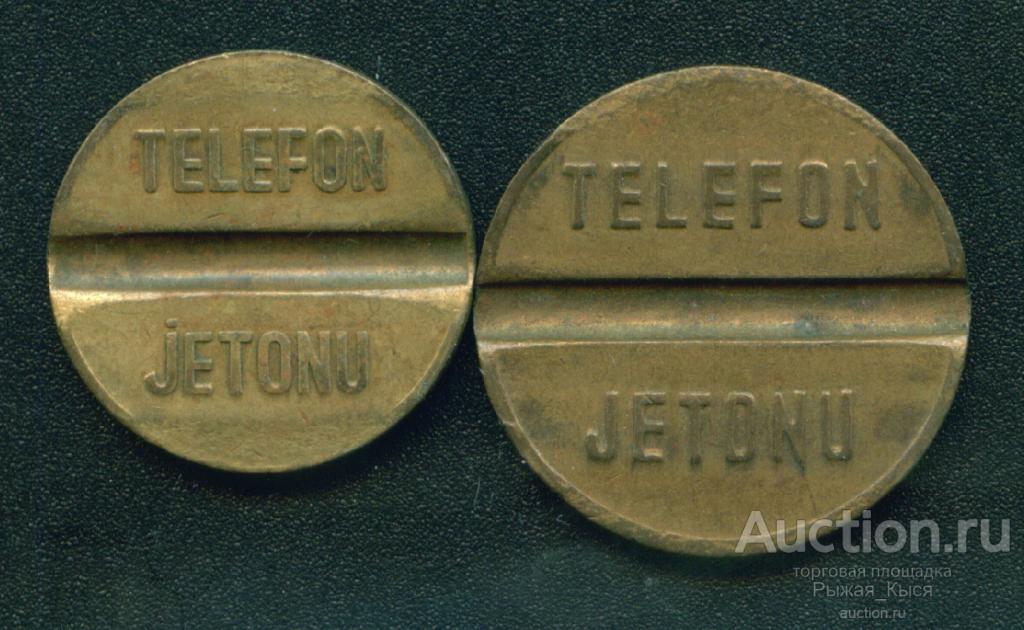 TELEFON
jETONU
TELEFON
JETONU
Auction.ru
торговая площадка
Рыжая_Кыся
auction.ru